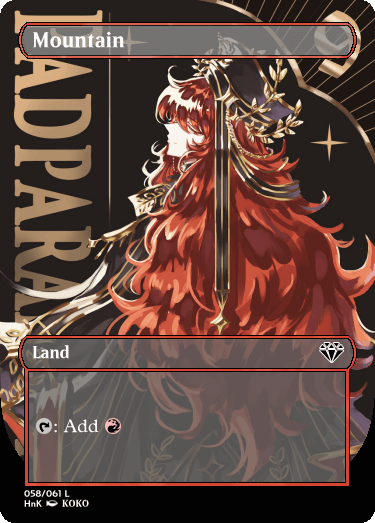 Mountain
PADPARA
Land
: Add
058/061 L
HnK KOKO